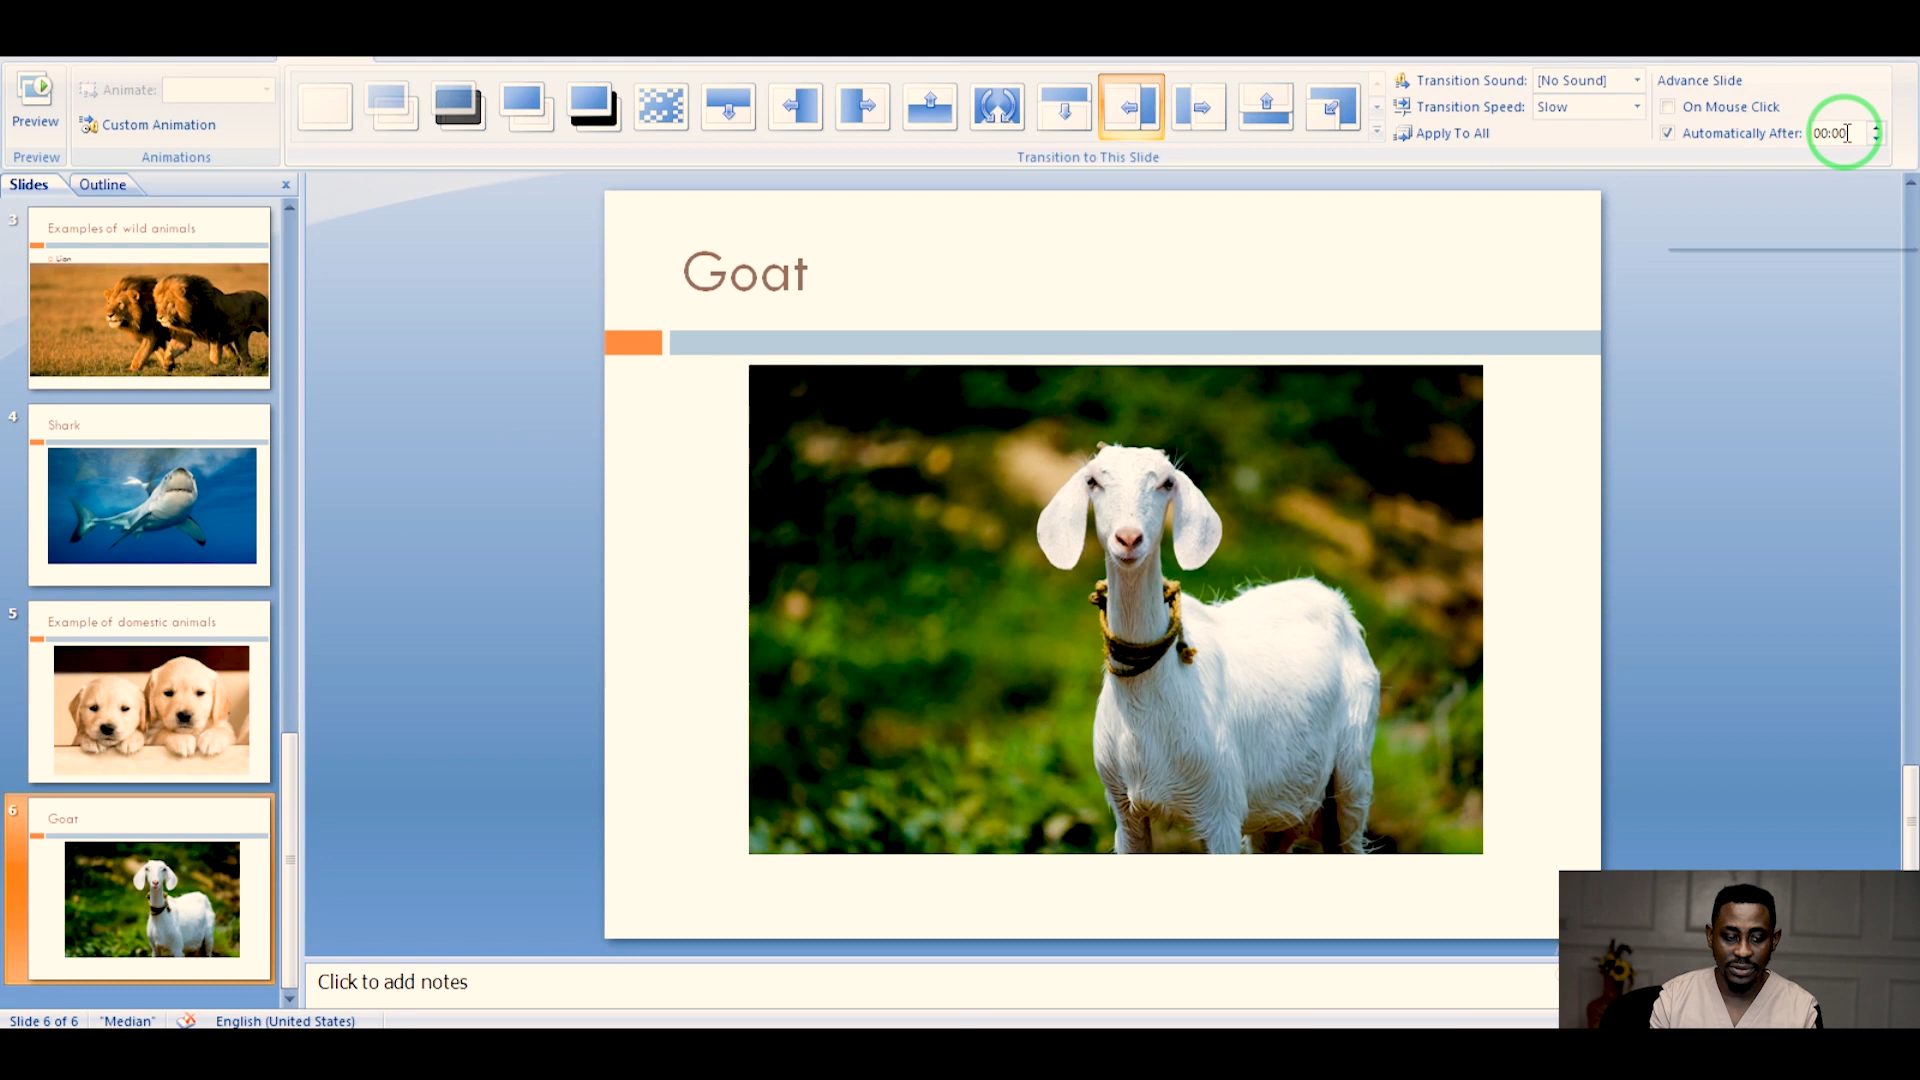 Animate:
Transition Sound: [No Sound]
Advance Slide
Preview
Custom Animation
Transition Speed: Slow
On Mouse Click
Apply To All
Automatically After: 00:00
Preview
Animations
Transition to This Slide
Slides
Outline
x
3
Examples of wild animals
Lion
4
Shark
5
Example of domestic animals
6
Goat
Goat
Click to add notes
Slide 6 of 6
"Median"
English (United States)